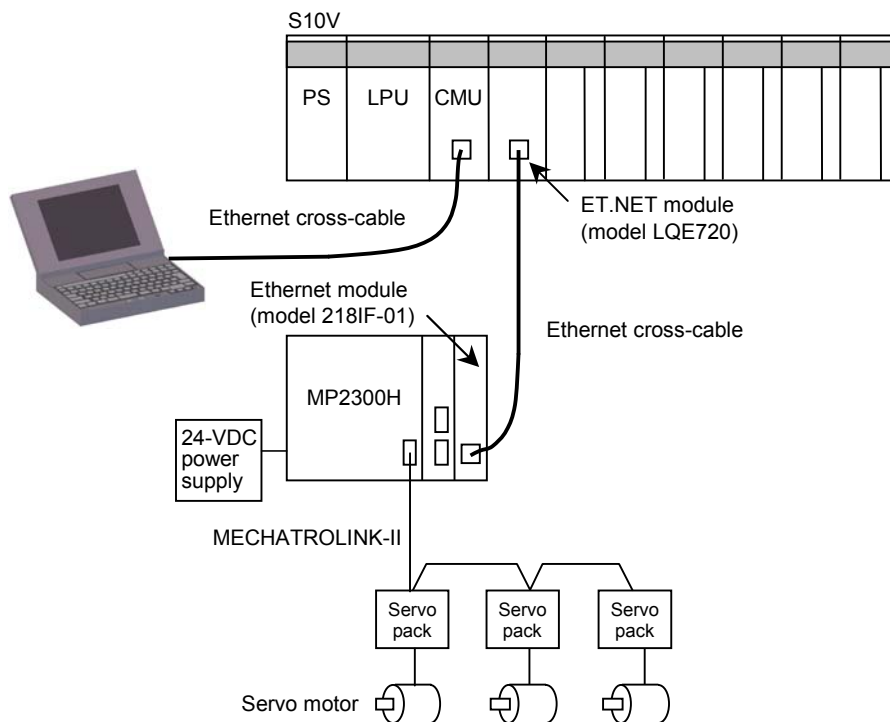 S10V
PS
LPU
CMU
Ethernet cross-cable
ET.NET module
(model LQE720)
Ethernet module
(model 218IF-01)
Ethernet cross-cable
MP2300H
24-VDC
power
supply
MECHATROLINK-II
Servo
pack
Servo
pack
Servo
pack
Servo motor